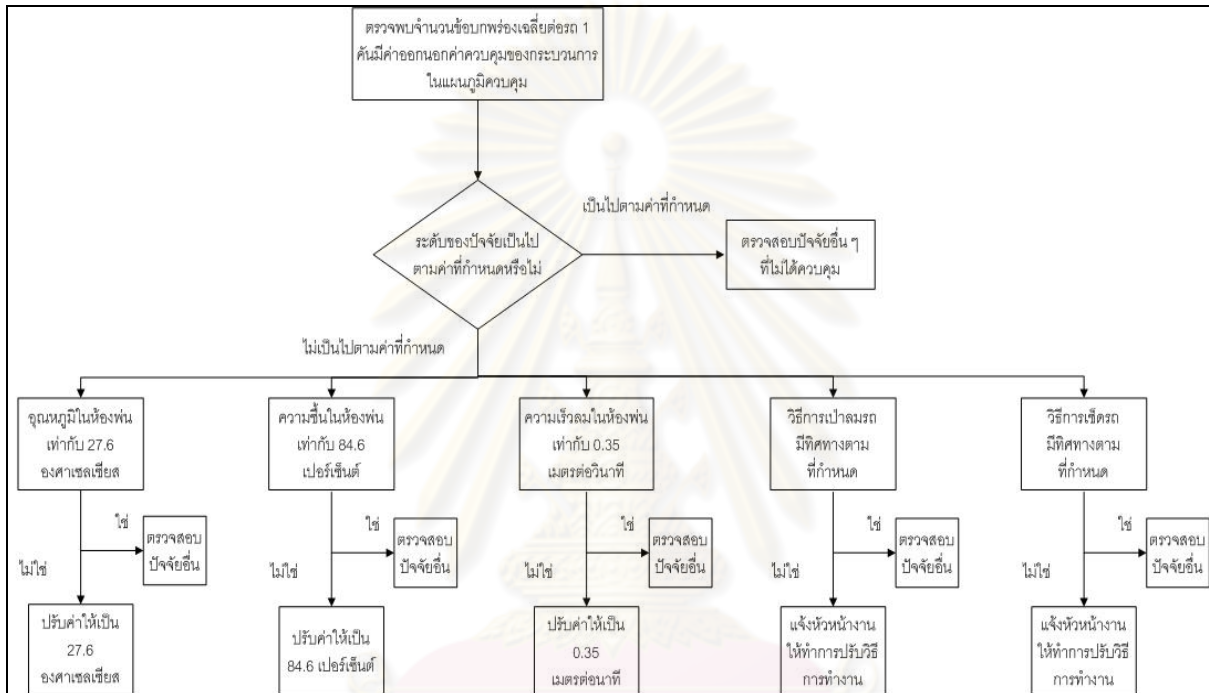 ตรวจพบจำนวนข้อบกพร่องเฉลี่ยต่อรถ 1
คันมีค่าออกนอกค่าควบคุมของกระบวนการ
ในแผนภูมิควบคุม
เป็นไปตามค่าที่กำหนด
ระดับของปัจจัยเป็นไป
ตามค่าที่กำหนดหรือไม่
ตรวจสอบปัจจัยอื่น ๆ
ที่ไม่ได้ควบคุม
ไม่เป็นไปตามค่าที่กำหนด
อุณหภูมิในห้องพ่น
เท่ากับ 27.6
องศาเซลเซียส
ความชื้นในห้องพ่น
เท่ากับ 84.6
เปอร์เซ็นต์
ความเร็วลมในห้องพ่น
เท่ากับ 0.35
เมตรต่อวินาที
วิธีการเป่าลมรถ
มีทิศทางตาม
ที่กำหนด
วิธีการเช็ดรถ
มีทิศทางตาม
ที่กำหนด
ใช่
ตรวจสอบ
ปัจจัยอื่น
ไม่ใช่
ใช่
ตรวจสอบ
ปัจจัยอื่น
ไม่ใช่
ใช่
ตรวจสอบ
ปัจจัยอื่น
ไม่ใช่
ใช่
ตรวจสอบ
ปัจจัยอื่น
ไม่ใช่
ใช่
ตรวจสอบ
ปัจจัยอื่น
ไม่ใช่
ปรับค่าให้เป็น
27.6
องศาเซลเซียส
ปรับค่าให้เป็น
84.6 เปอร์เซ็นต์
ปรับค่าให้เป็น
0.35
เมตรต่อนาที
แจ้งหัวหน้างาน
ให้ทำการปรับวิธี
การทำงาน
แจ้งหัวหน้างาน
ให้ทำการปรับวิธี
การทำงาน